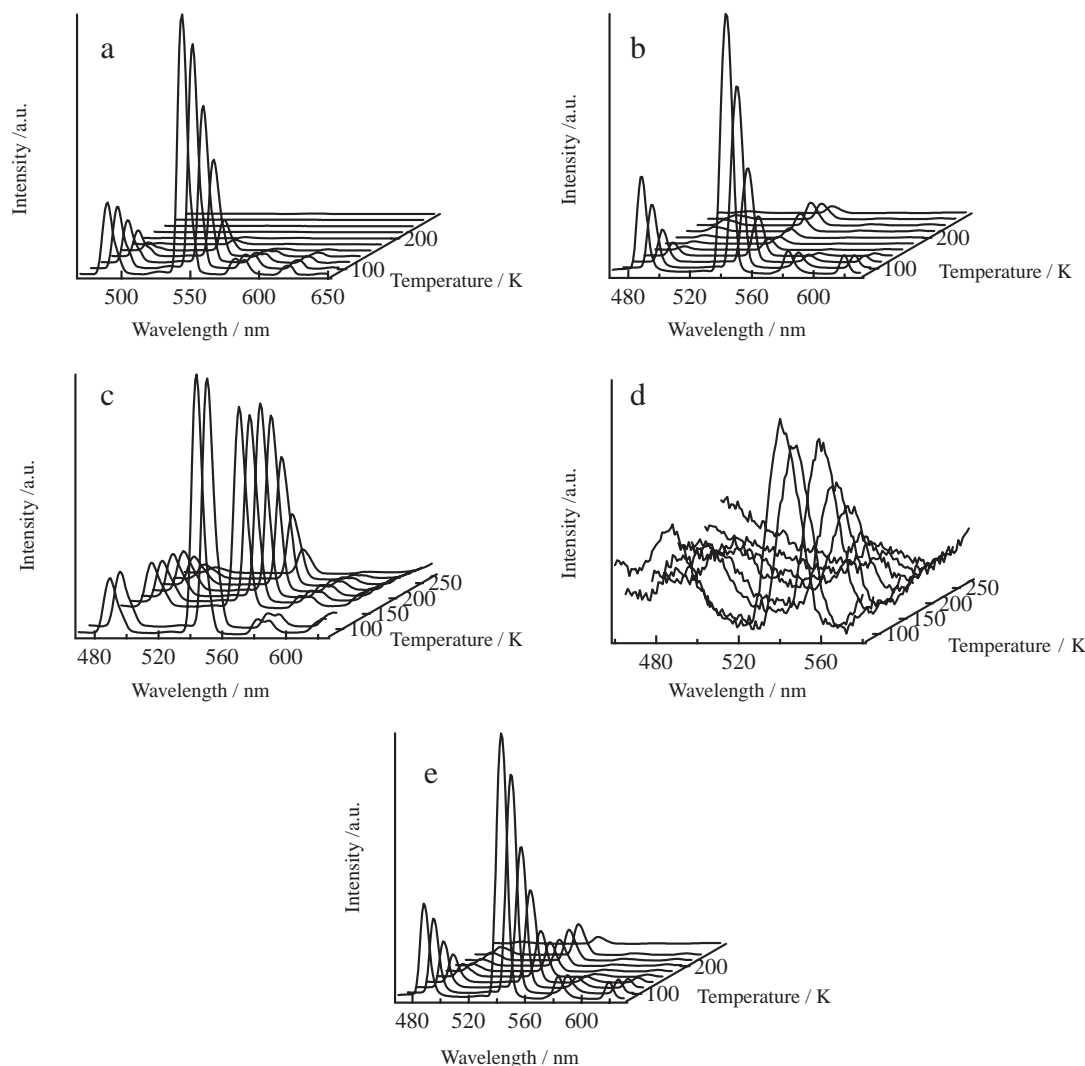 a
Intensity /a.u.
200
100
Temperature / K
500 550 600 650
Wavelength / nm
b
Intensity /a.u.
200
100
Temperature / K
480 520 560 600
Wavelength / nm
c
Intensity /a.u.
250
200
150
100
Temperature / K
480 520 560 600
Wavelength / nm
d
Intensity /a.u.
250
200
150
100
Temperature / K
480 520 560
Wavelength / nm
e
Intensity /a.u.
200
100
Temperature / K
480 520 560 600
Wavelength / nm